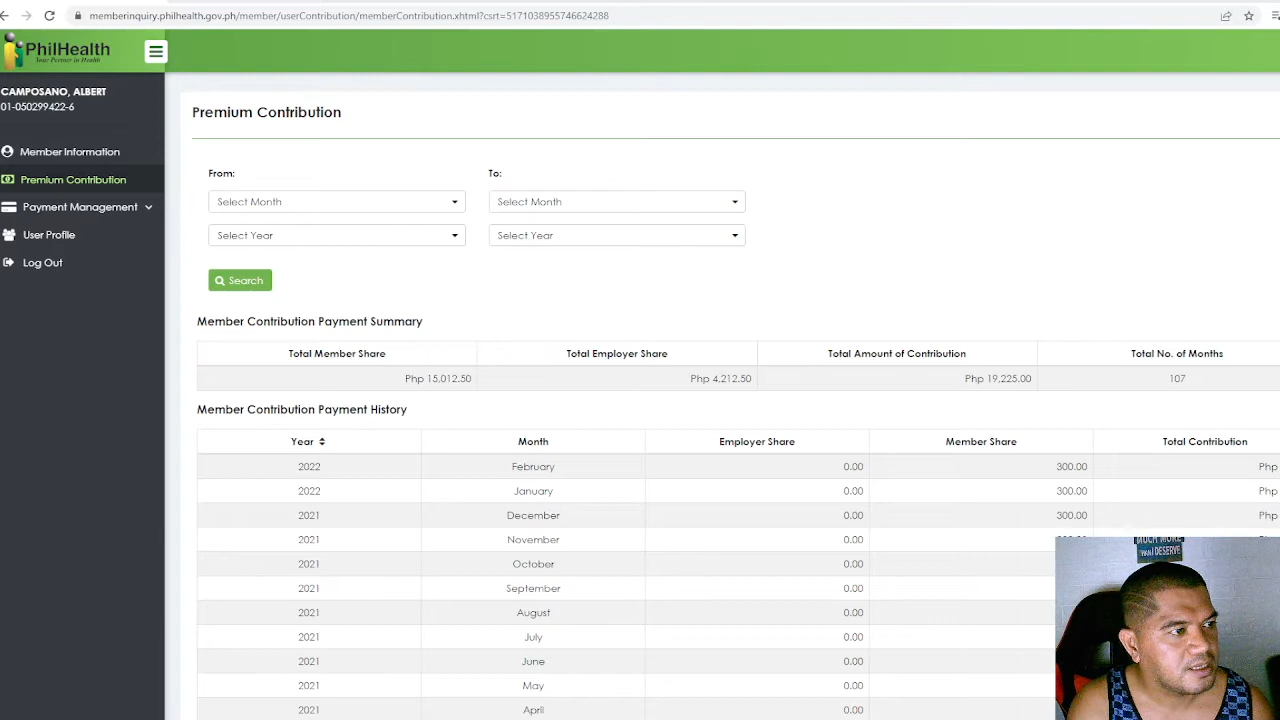 memberinquiry.philhealth.gov.ph/member/userContribution/memberContribution.xhtml?csrt=5171038955746624288
PhilHealth
Your Partner in Health
CAMPOSANO, ALBERT
01-050299422-6
Member Information
Premium Contribution
Payment Management
User Profile
Log Out
Premium Contribution
From: To:
Select Month Select Month
Select Year Select Year
Search
Member Contribution Payment Summary
Total Member Share Total Employer Share Total Amount of Contribution Total No. of Months
Php 15,012.50 Php 4,212.50 Php 19,225.00 107
Member Contribution Payment History
Year Month Employer Share Member Share Total Contribution
2022 February 0.00 300.00 Php
2022 January 0.00 300.00 Php
2021 December 0.00 300.00 Php
2021 November 0.00
2021 October 0.00
2021 September 0.00
2021 August 0.00
2021 July 0.00
2021 June 0.00
2021 May 0.00
2021 April 0.00
MUCH MORE
THAN I DESERVE